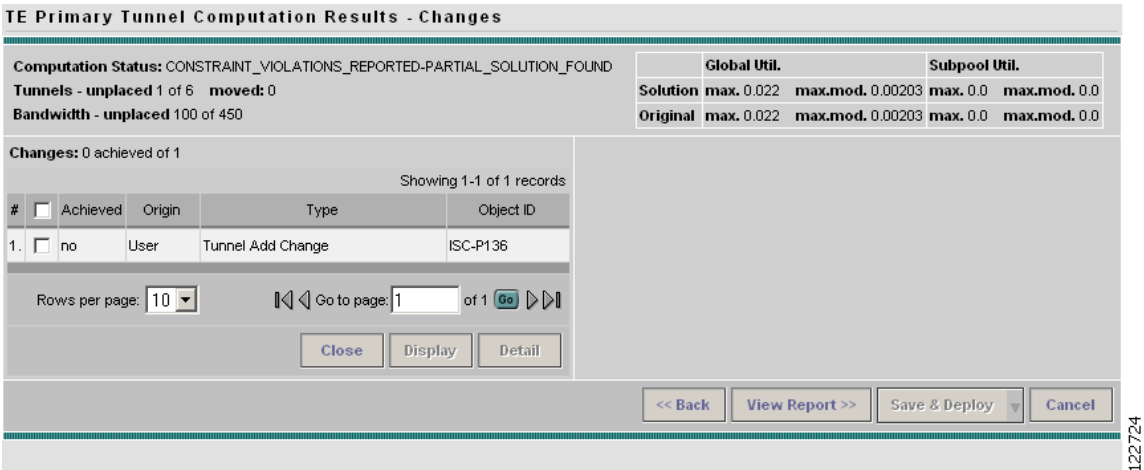 TE Primary Tunnel Computation Results - Changes
Computation Status: CONSTRAINT_VIOLATIONS_REPORTED-PARTIAL_SOLUTION_FOUND
Tunnels - unplaced 1 of 6 moved: 0
Bandwidth - unplaced 100 of 450
Global Util. Subpool Util.
Solution max. 0.022 max.mod. 0.00203 max. 0.0 max.mod. 0.0
Original max. 0.022 max.mod. 0.00203 max. 0.0 max.mod. 0.0
Changes: 0 achieved of 1
Showing 1-1 of 1 records
# Achieved Origin Type Object ID
1. no User Tunnel Add Change ISC-P136
Rows per page: 10 Go to page: 1 of 1 Go
Close Display Detail
<< Back View Report >> Save & Deploy Cancel
122724